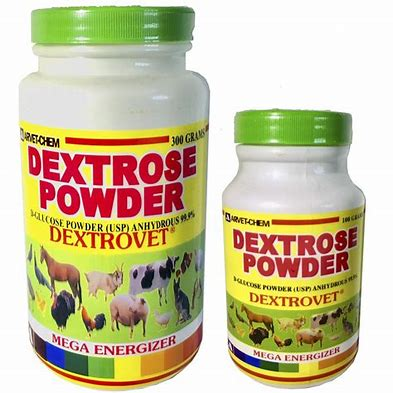 ARVET-CHEM
300 GRAMS
DEXTROSE
POWDER
D-GLUCOSE POWDER (USP) ANHYDROUS 99.9%
DEXTROVET®
MEGA ENERGIZER
ARVET-CHEM
100 GRAMS
DEXTROSE
POWDER
D-GLUCOSE POWDER (USP) ANHYDROUS 99.9%
DEXTROVET®
MEGA ENERGIZER